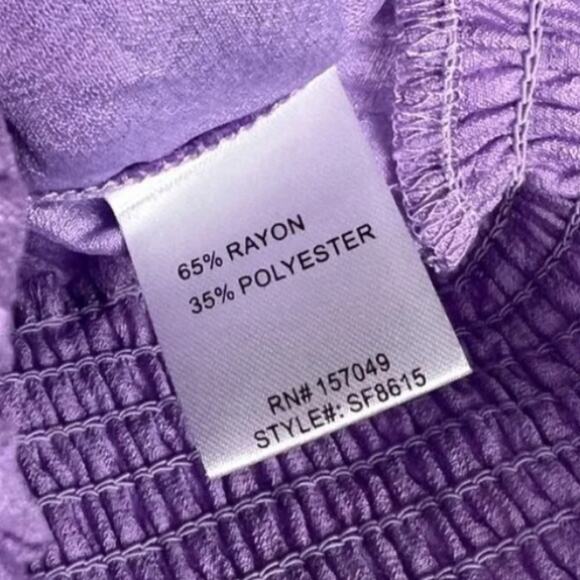 65% RAYON
35% POLYESTER
RN# 157049
STYLE#: SF8615